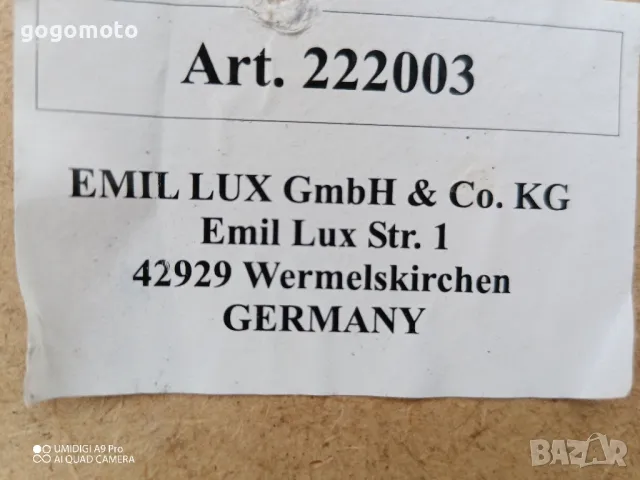 gogomoto
Art. 222003
EMIL LUX GmbH & Co. KG
Emil Lux Str. 1
42929 Wermelskirchen
GERMANY
UMIDIGI A9 Pro
AI QUAD CAMERA
BAZAR